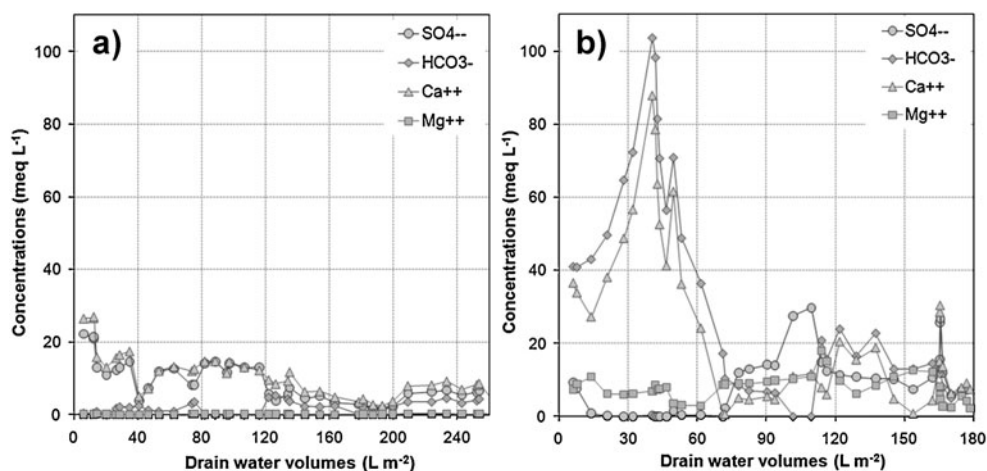 a)
SO4--
HCO3-
Ca++
Mg++
Concentrations (meq L-1)
100
80
60
40
20
0
0 40 80 120 160 200 240
Drain water volumes (L m-2)
b)
SO4--
HCO3-
Ca++
Mg++
Concentrations (meq L-1)
100
80
60
40
20
0
0 30 60 90 120 150 180
Drain water volumes (L m-2)